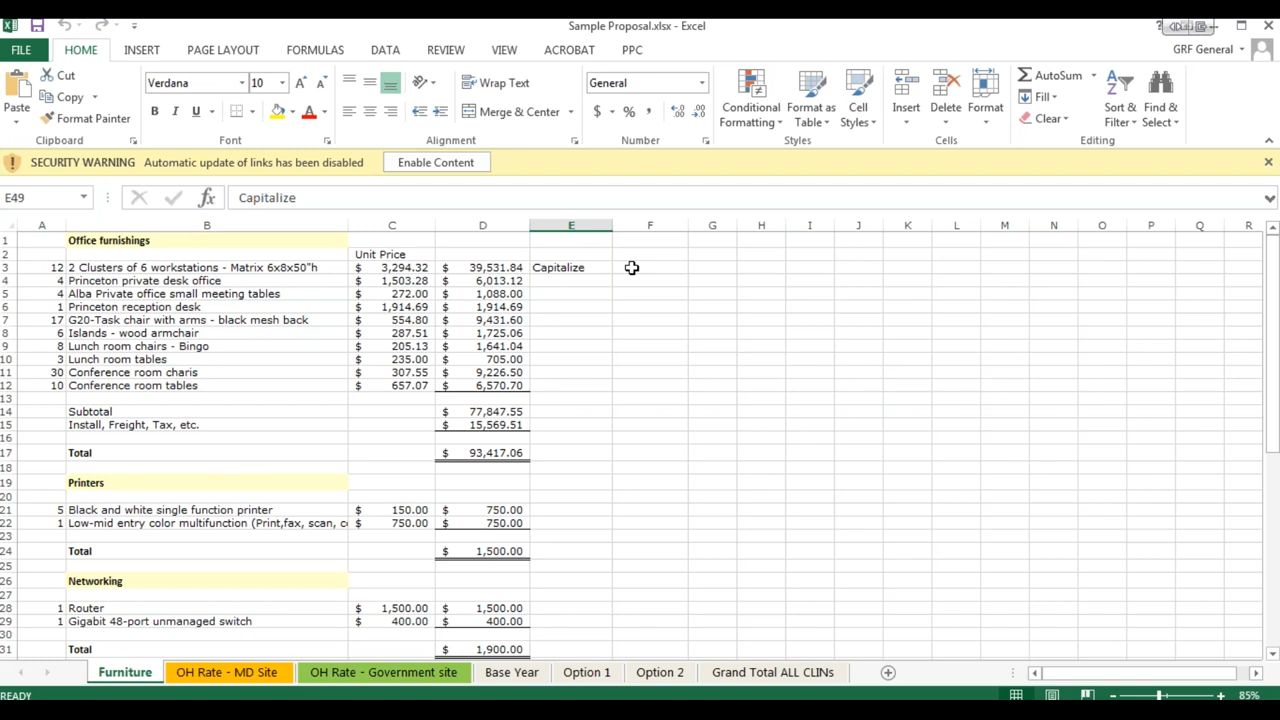 Sample Proposal.xlsx - Excel
FILE HOME INSERT PAGE LAYOUT FORMULAS DATA REVIEW VIEW ACROBAT PPC GRF General
Paste Cut Copy Format Painter
Clipboard
Verdana 10
B I U A A A
Font
Wrap Text
Merge & Center
Alignment
General
$ % , .00 .00
Number
Conditional Formatting Format as Table Cell Styles
Styles
Insert Delete Format
Cells
AutoSum Fill Clear Sort & Filter Find & Select
Editing
! SECURITY WARNING Automatic update of links has been disabled Enable Content
E49 fx Capitalize
A B C D E F G H I J K L M N O P Q R
1 Office furnishings
2 Unit Price
3 12 2 Clusters of 6 workstations - Matrix 6x8x50"h $ 3,294.32 $ 39,531.84 Capitalize
4 4 Princeton private desk office $ 1,503.28 $ 6,013.12
5 4 Alba Private office small meeting tables $ 272.00 $ 1,088.00
6 1 Princeton reception desk $ 1,914.69 $ 1,914.69
7 17 G20-Task chair with arms - black mesh back $ 554.80 $ 9,431.60
8 6 Islands - wood armchair $ 287.51 $ 1,725.06
9 8 Lunch room chairs - Bingo $ 205.13 $ 1,641.04
10 3 Lunch room tables $ 235.00 $ 705.00
11 30 Conference room charis $ 307.55 $ 9,226.50
12 10 Conference room tables $ 657.07 $ 6,570.70
13
14 Subtotal $ 77,847.55
15 Install, Freight, Tax, etc. $ 15,569.51
16
17 Total $ 93,417.06
18
19 Printers
20
21 5 Black and white single function printer $ 150.00 $ 750.00
22 1 Low-mid entry color multifunction (Print,fax, scan, cc $ 750.00 $ 750.00
23
24 Total $ 1,500.00
25
26 Networking
27
28 1 Router $ 1,500.00 $ 1,500.00
29 1 Gigabit 48-port unmanaged switch $ 400.00 $ 400.00
30
31 Total $ 1,900.00
Furniture OH Rate - MD Site OH Rate - Government site Base Year Option 1 Option 2 Grand Total ALL CLINs
READY 85%